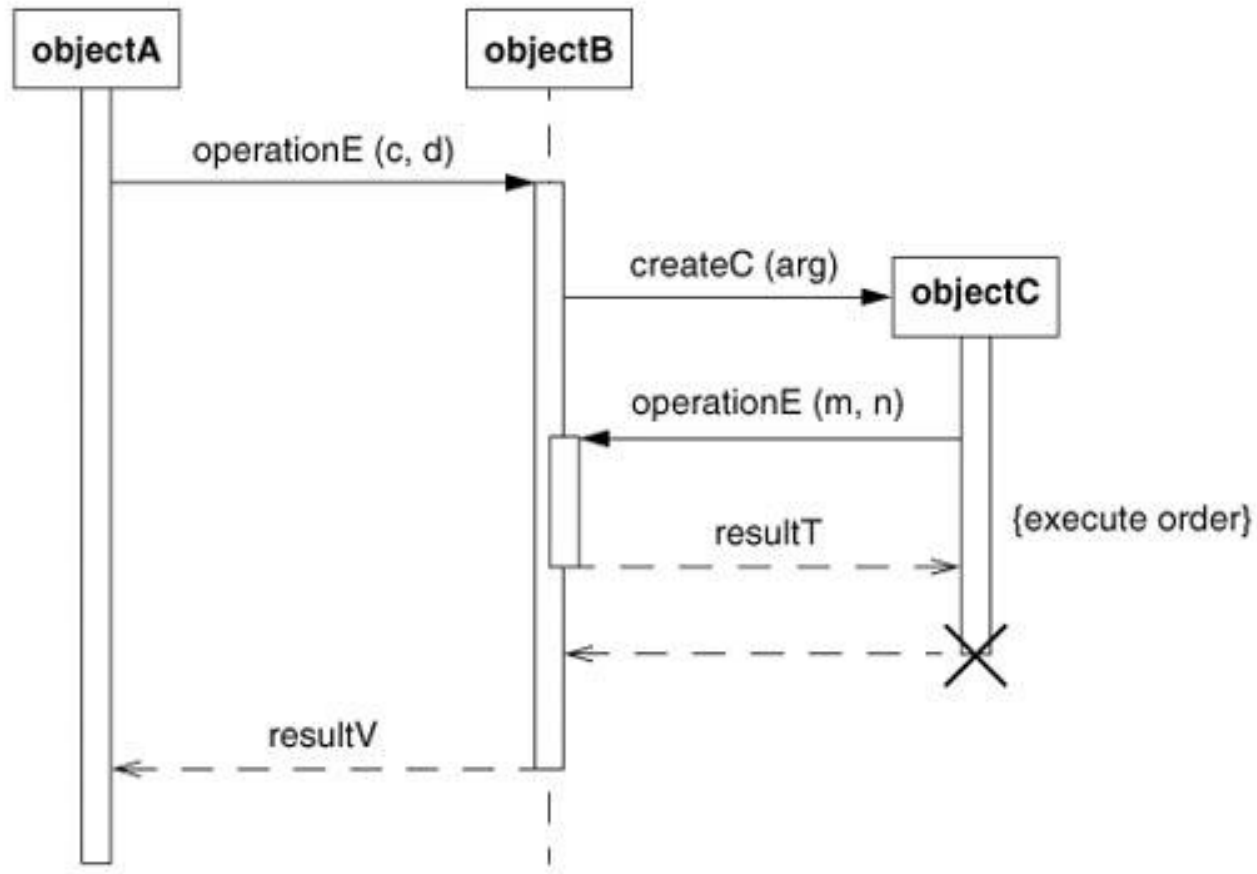 objectA
objectB
operationE (c, d)
createC (arg)
objectC
operationE (m, n)
{execute order}
resultT
resultV